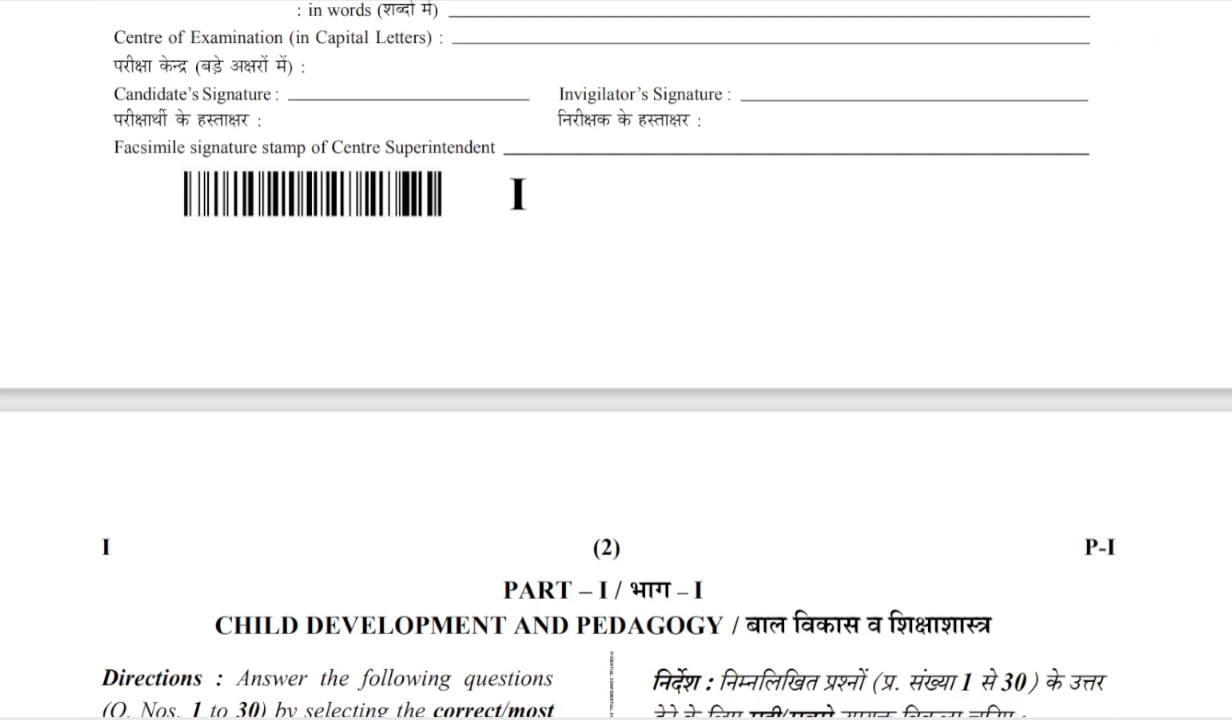 : in words (शब्दों में)
Centre of Examination (in Capital Letters) :
परीक्षा केन्द्र (बड़े अक्षरों में) :
Candidate’s Signature : Invigilator’s Signature :
परीक्षार्थी के हस्ताक्षर : निरीक्षक के हस्ताक्षर :
Facsimile signature stamp of Centre Superintendent
I
I (2) P-I
PART – I / भाग – I
CHILD DEVELOPMENT AND PEDAGOGY / बाल विकास व शिक्षाशास्त्र
Directions : Answer the following questions
(Q. Nos. 1 to 30) by selecting the correct/most
निर्देश : निम्नलिखित प्रश्नों (प्र. संख्या 1 से 30) के उत्तर
देने के लिए सही/सबसे